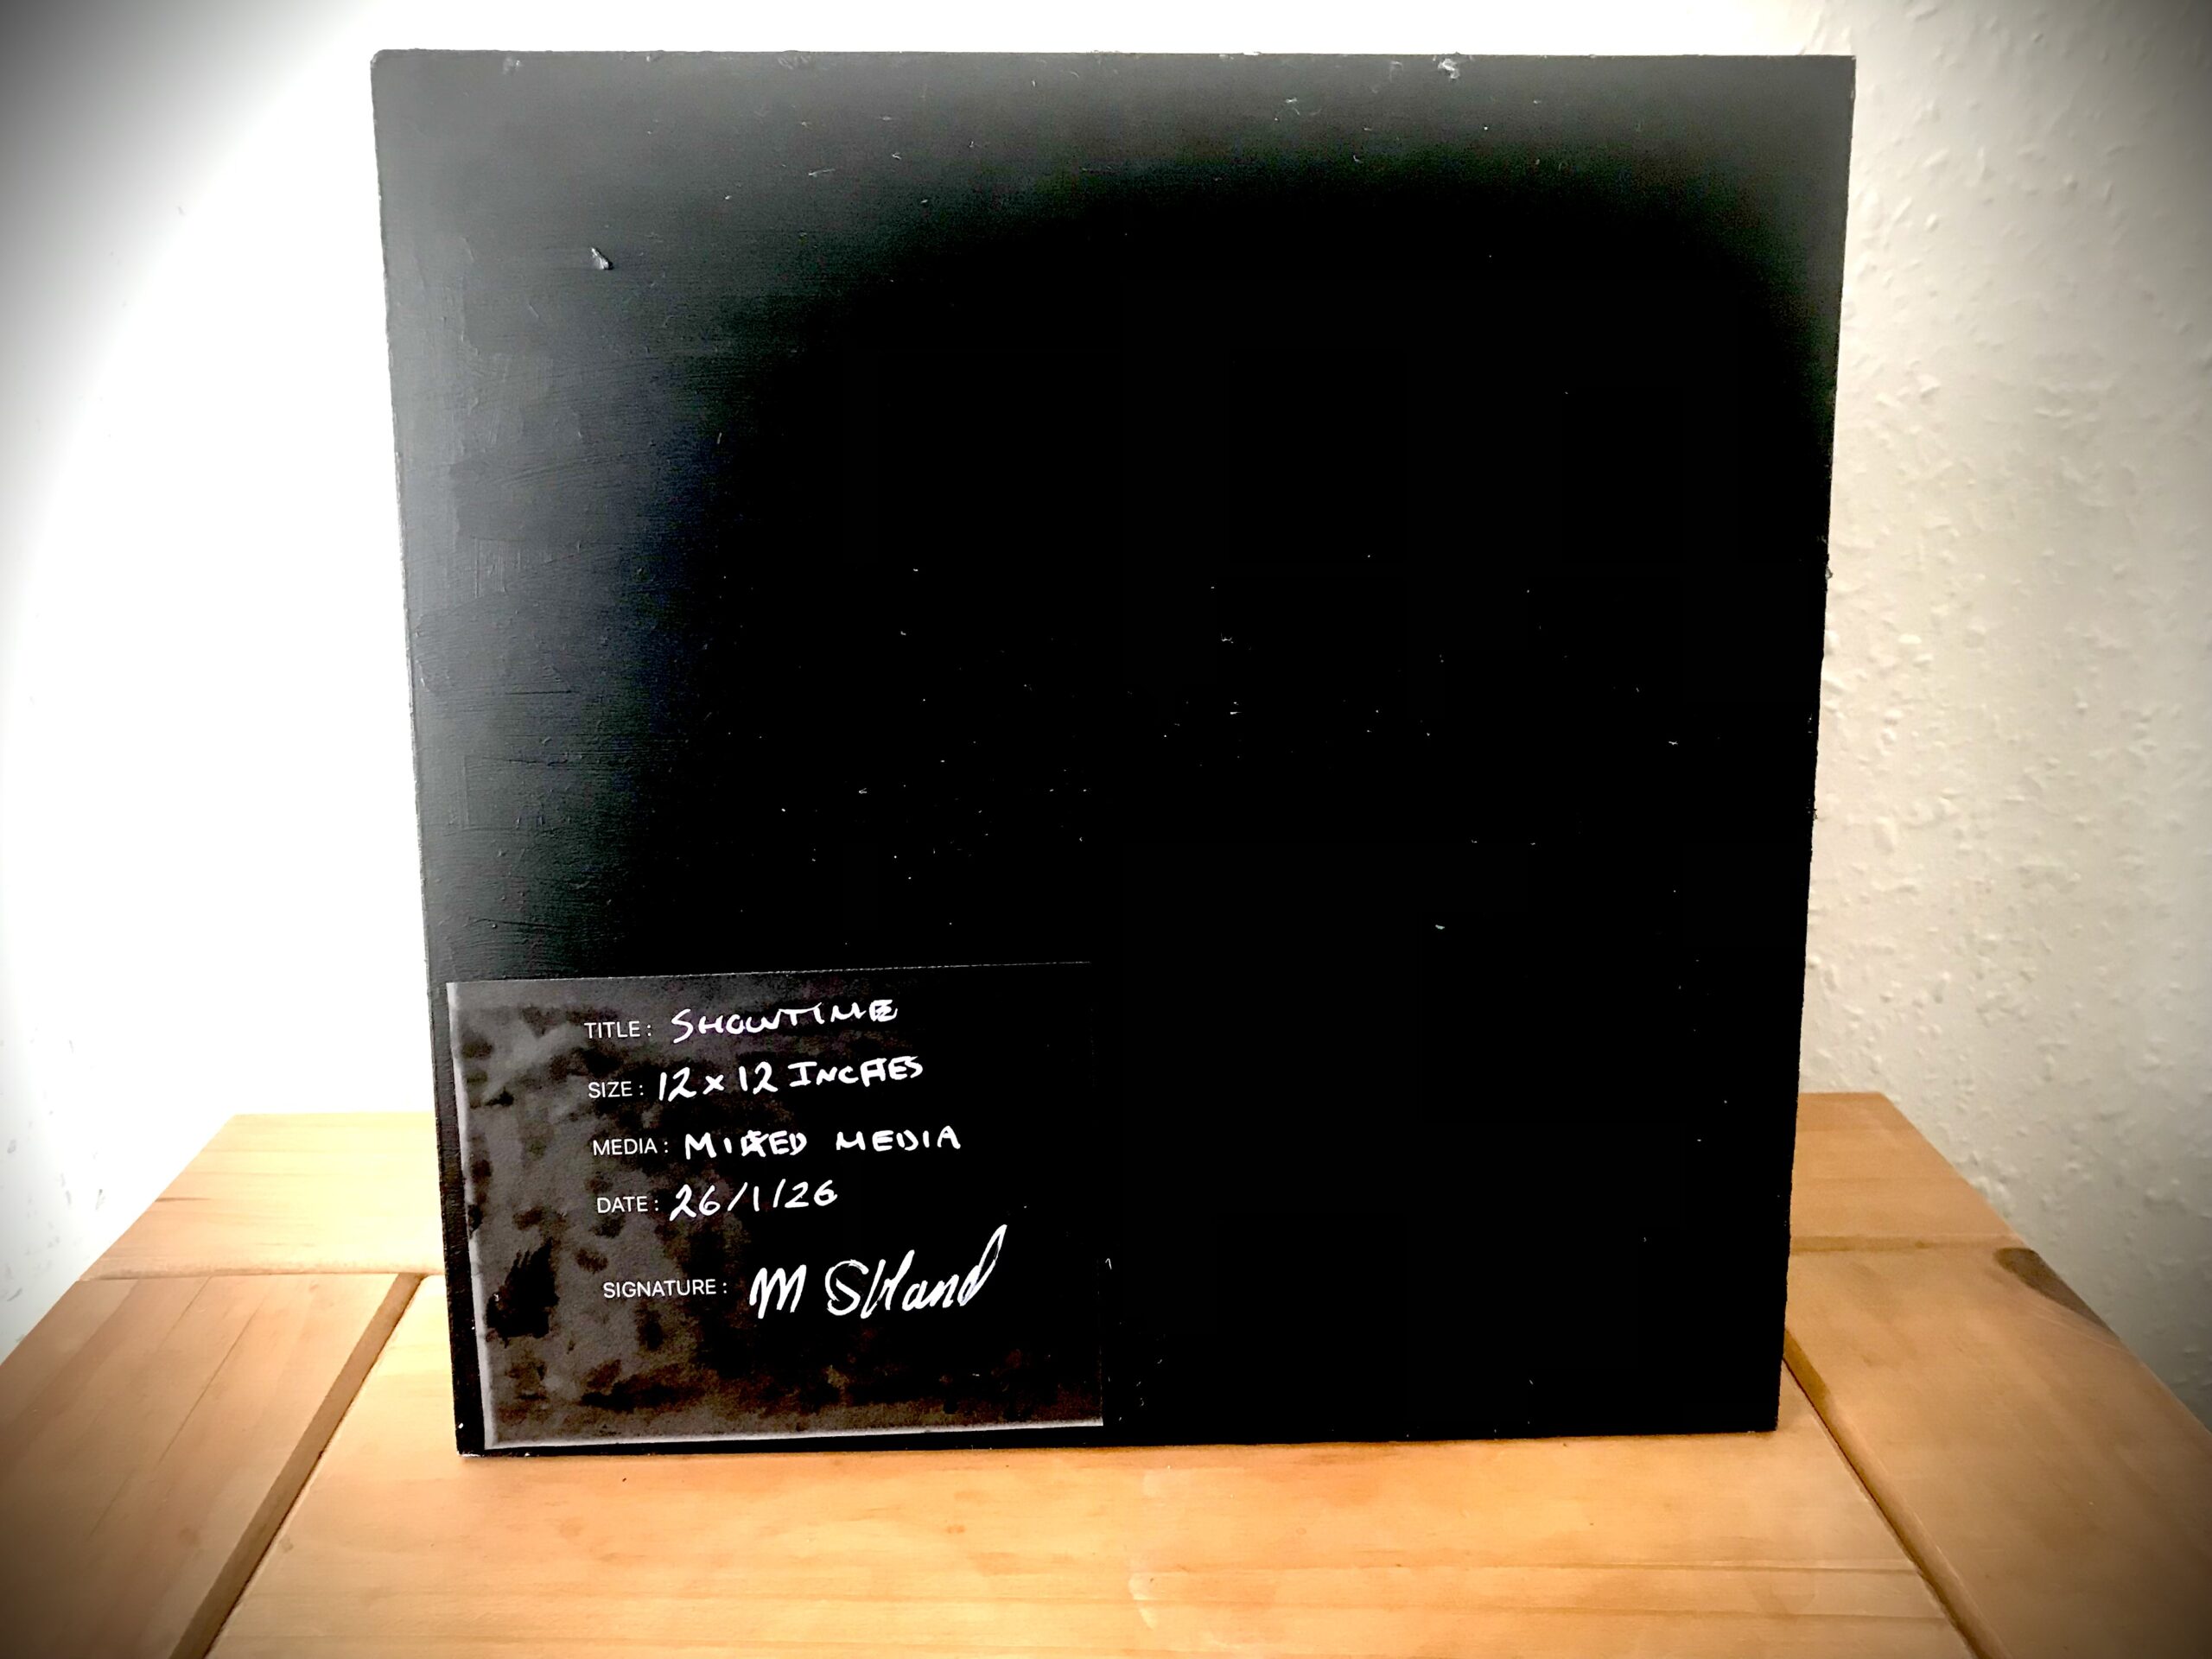 TITLE: SHOWTIME
SIZE: 12 x 12 INCHES
MEDIA: MIXED MEDIA
DATE: 26/1/26
SIGNATURE: M